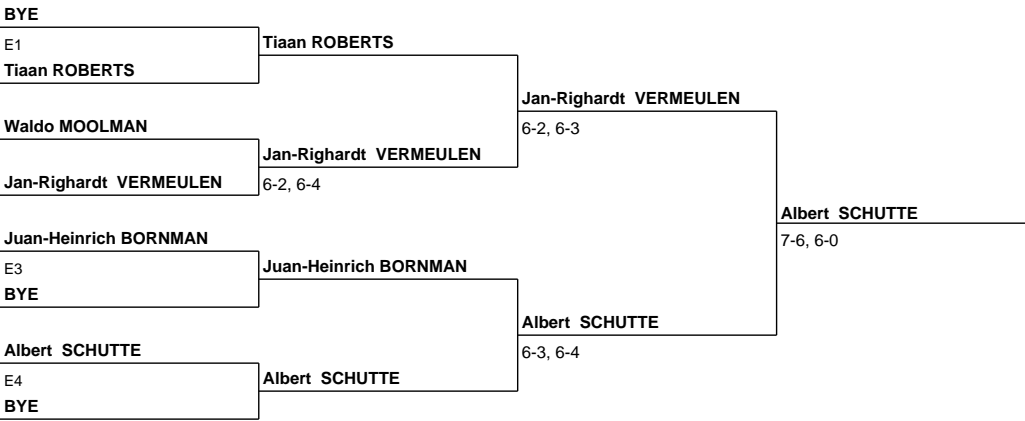 BYE
E1
Tiaan ROBERTS
Tiaan ROBERTS
Waldo MOOLMAN
Jan-Righardt VERMEULEN
Jan-Righardt VERMEULEN
6-2, 6-4
Jan-Righardt VERMEULEN
6-2, 6-3
Juan-Heinrich BORNMAN
E3
BYE
Juan-Heinrich BORNMAN
Albert SCHUTTE
E4
BYE
Albert SCHUTTE
Albert SCHUTTE
6-3, 6-4
Albert SCHUTTE
7-6, 6-0